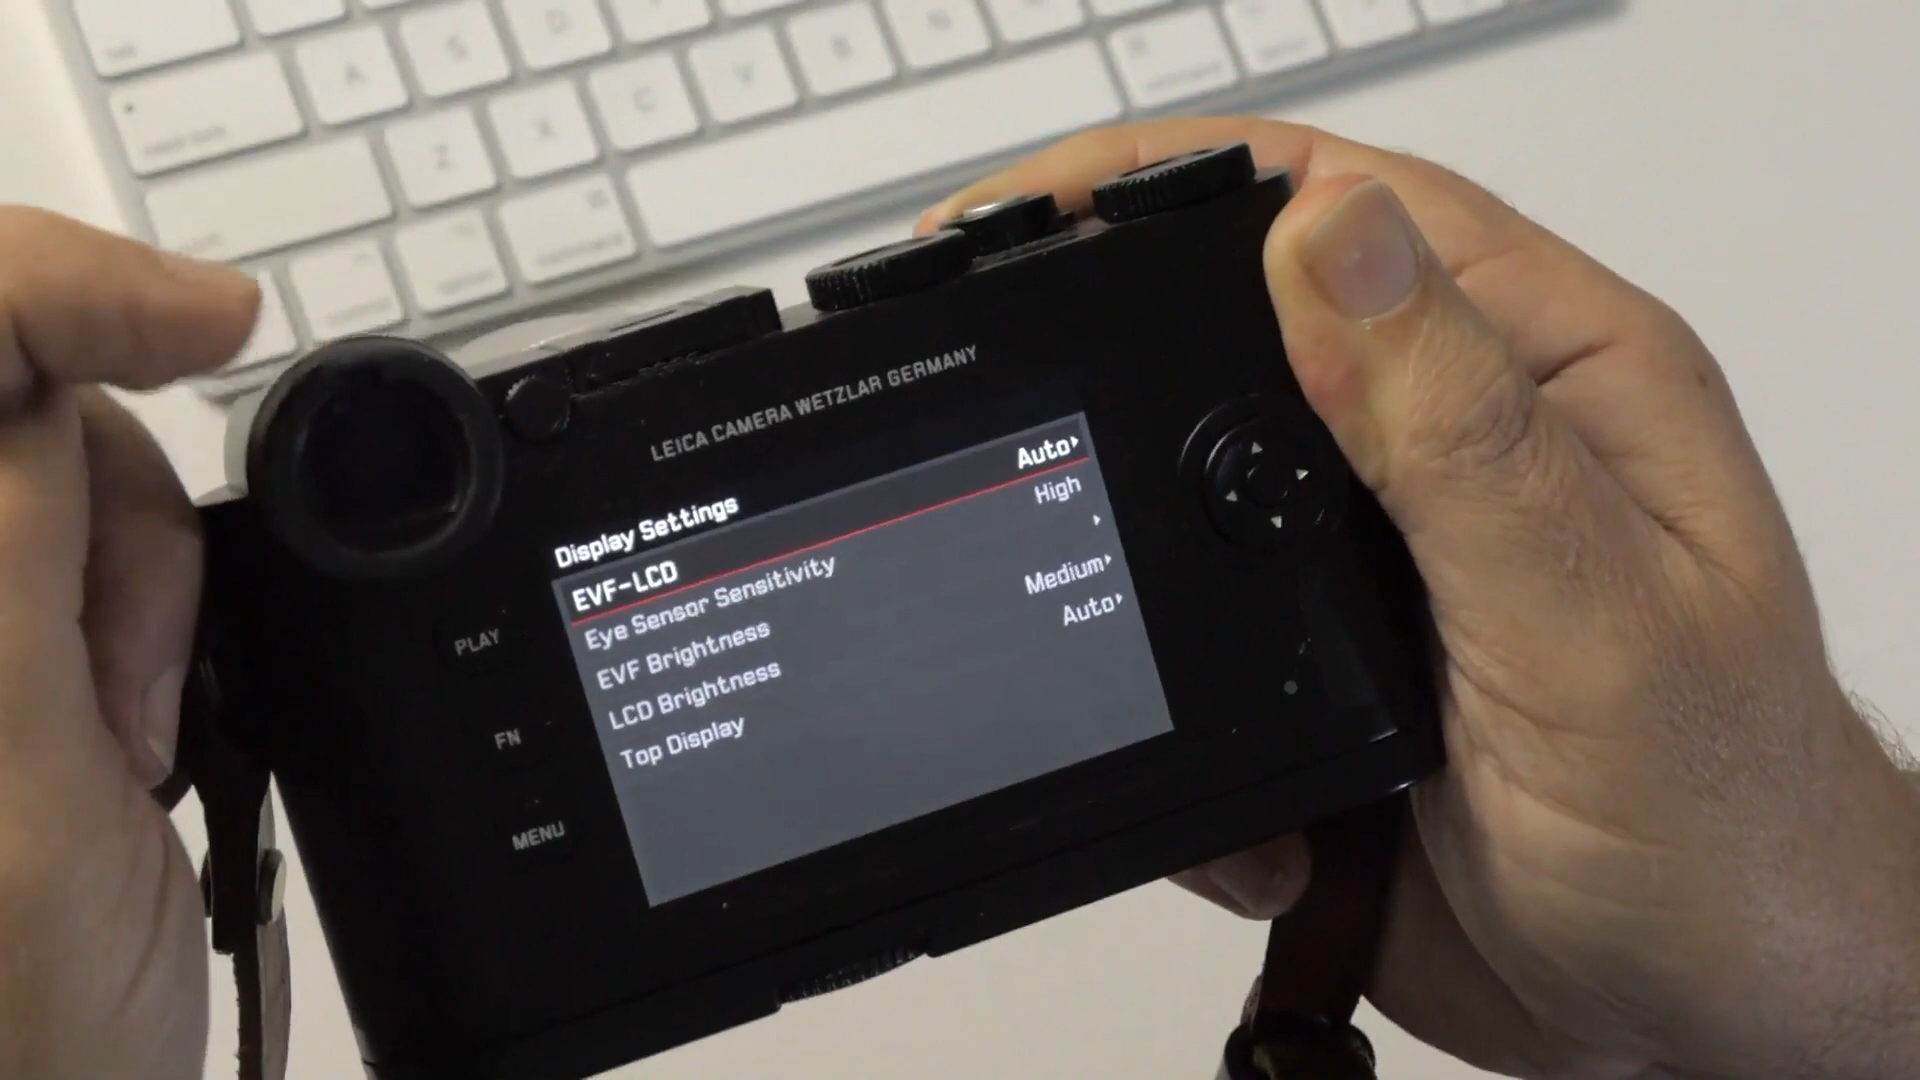 A S D
Z X C V B N
command
LEICA CAMERA WETZLAR GERMANY
Display Settings
EVF-LCD Auto
Eye Sensor Sensitivity High
EVF Brightness
LCD Brightness Medium
Top Display Auto
PLAY
FN
MENU